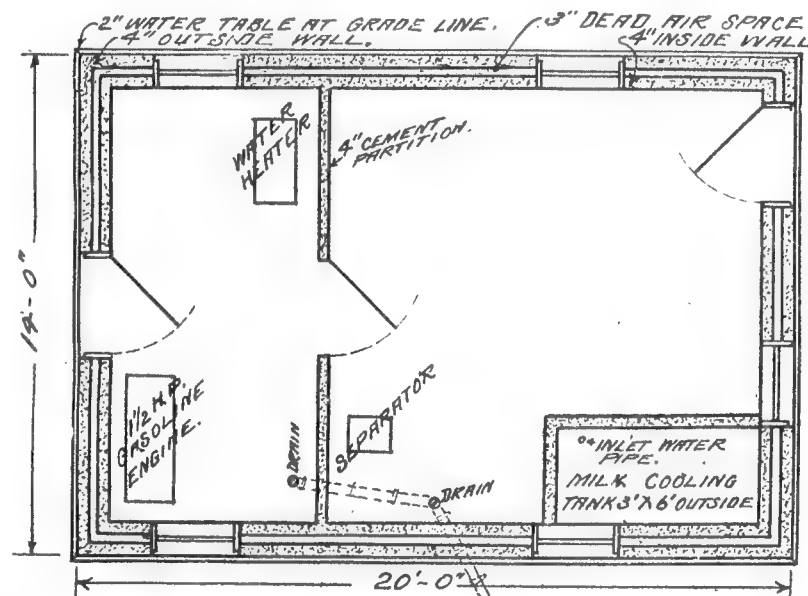 2" WATER TABLE AT GRADE LINE.
4" OUTSIDE WALL.
3" DEAD AIR SPACE
4" INSIDE WALL
WATER
HEATER
4" CEMENT
PARTITION.
14'-0"
1 1/2 H.P.
GASOLINE
ENGINE.
DRAIN
SEPARATOR
DRAIN
INLET WATER
PIPE.
MILK COOLING
TANK 3' X 6' OUTSIDE
20'-0"